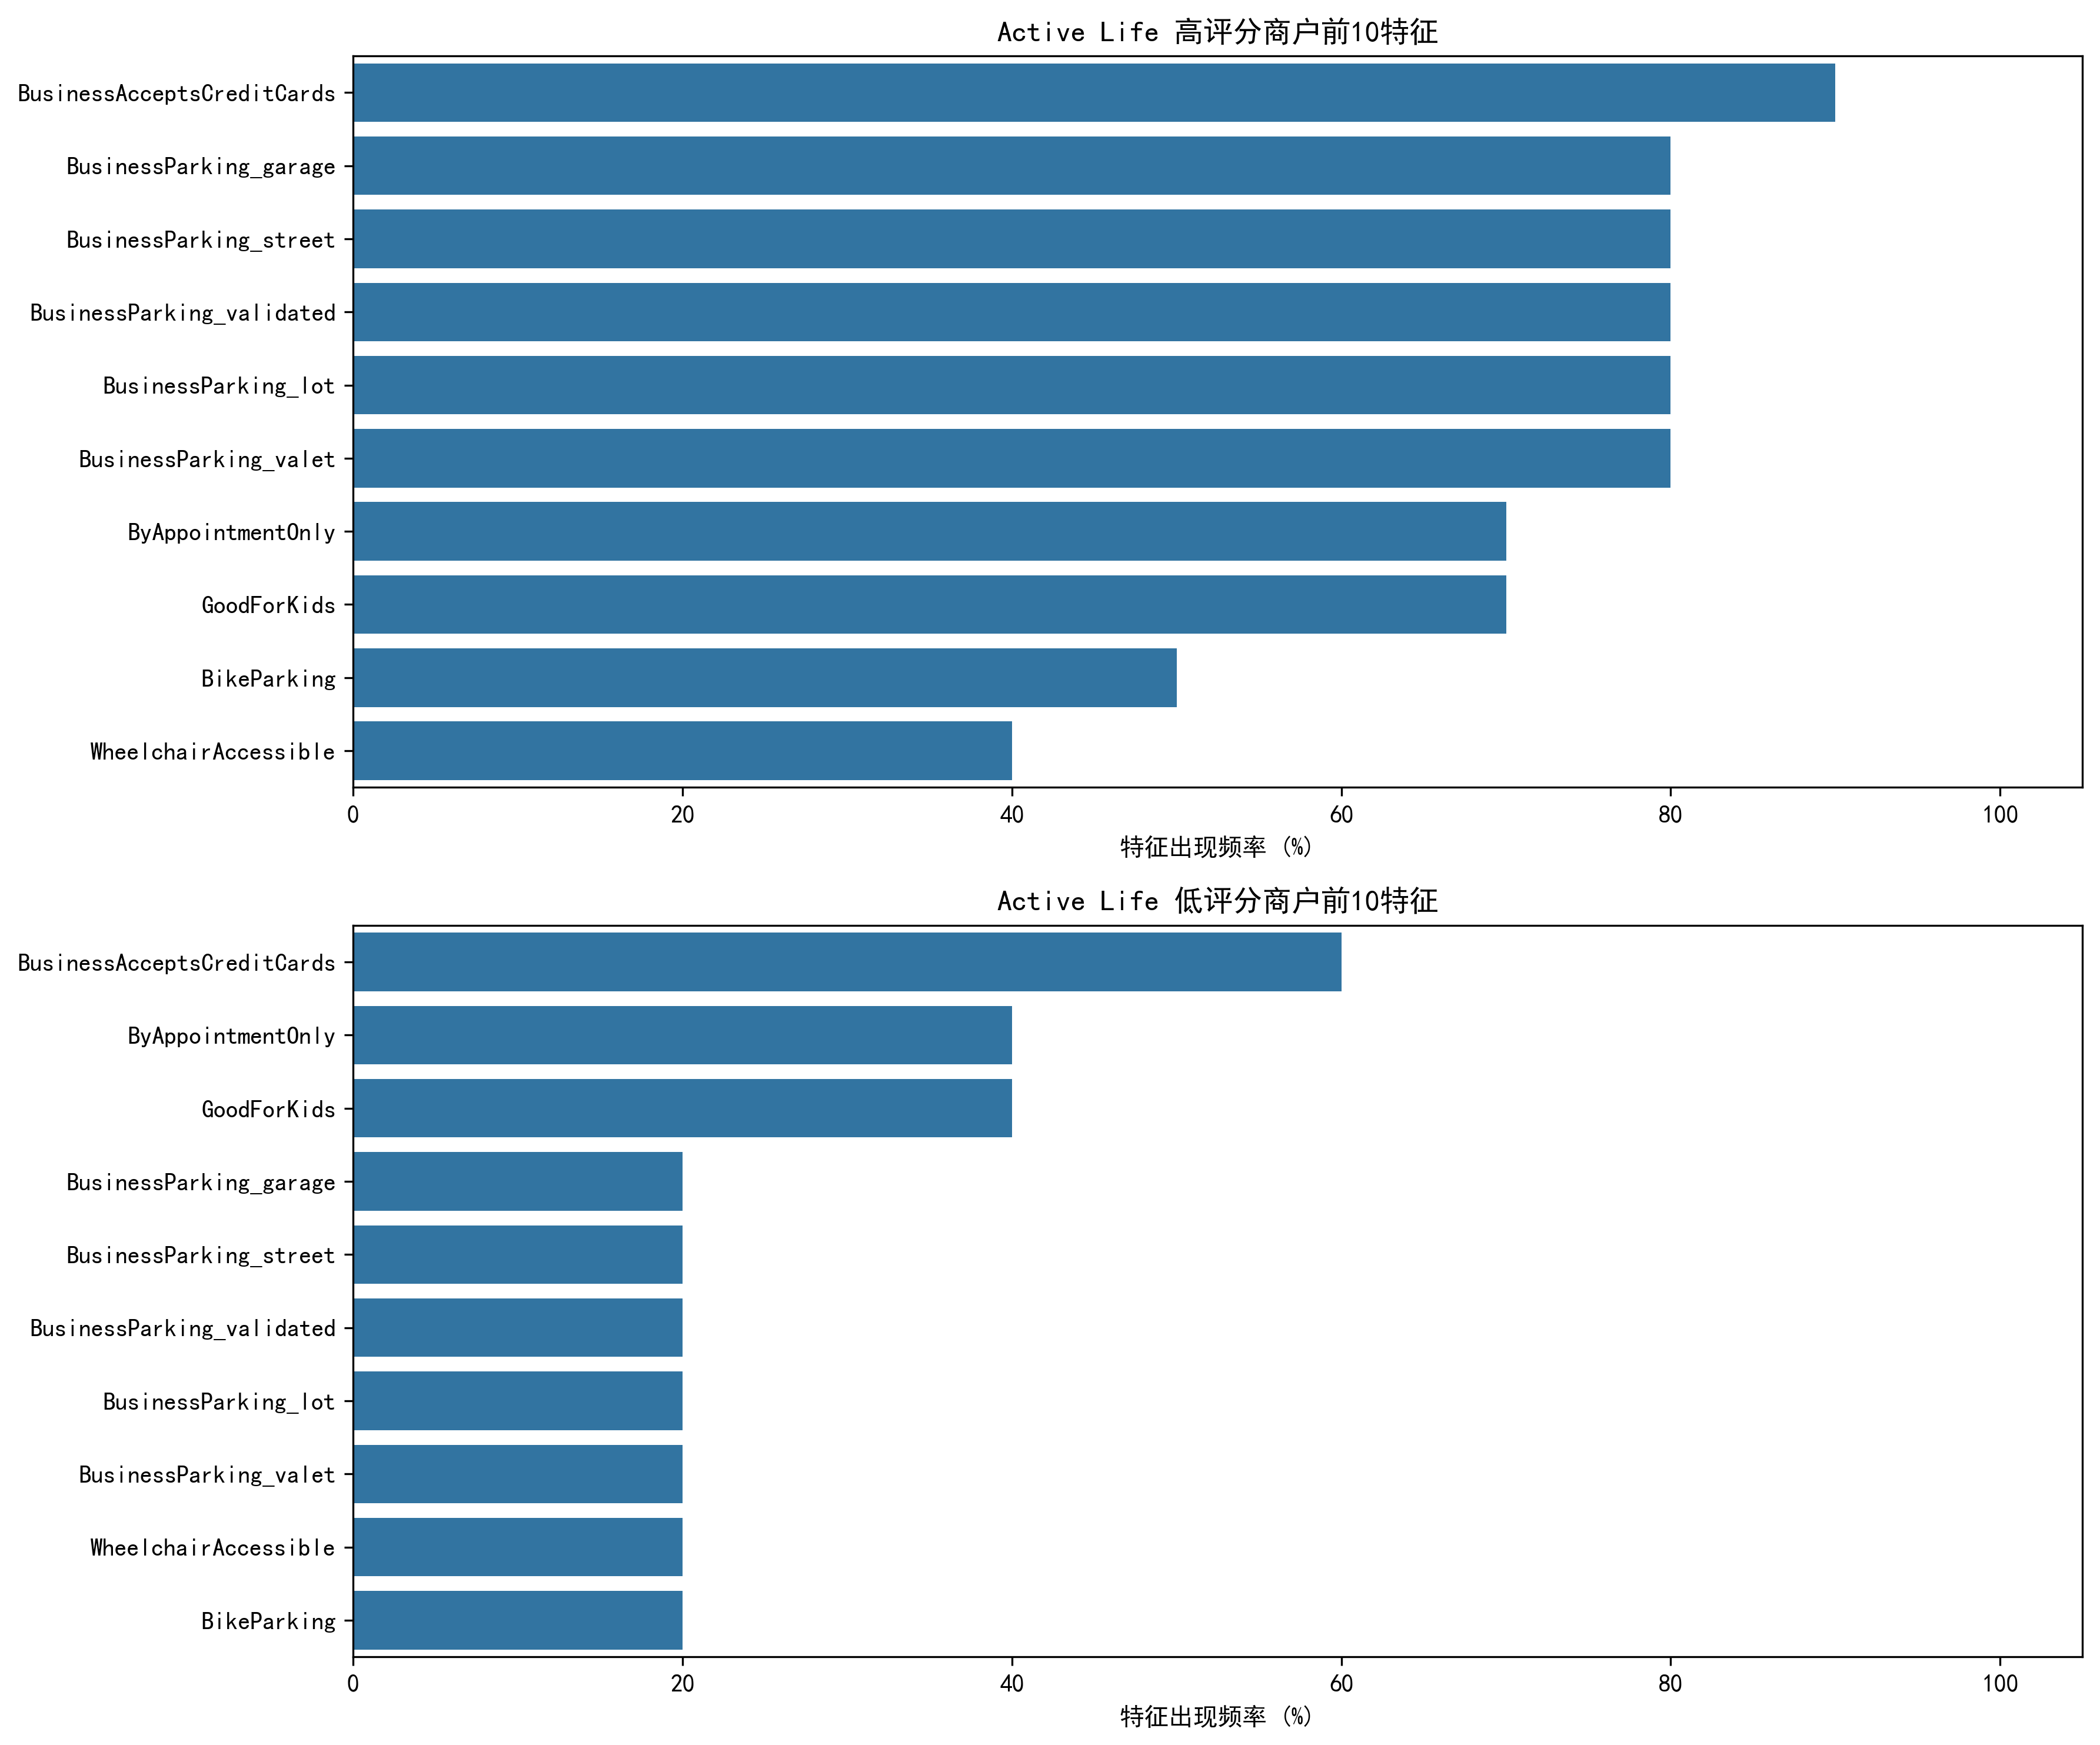 Active Life 高评分商户前10特征
BusinessAcceptsCreditCards
BusinessParking_garage
BusinessParking_street
BusinessParking_validated
BusinessParking_lot
BusinessParking_valet
ByAppointmentOnly
GoodForKids
BikeParking
WheelchairAccessible
0 20 40 60 80 100
特征出现频率 (%)
Active Life 低评分商户前10特征
BusinessAcceptsCreditCards
ByAppointmentOnly
GoodForKids
BusinessParking_garage
BusinessParking_street
BusinessParking_validated
BusinessParking_lot
BusinessParking_valet
WheelchairAccessible
BikeParking
0 20 40 60 80 100
特征出现频率 (%)